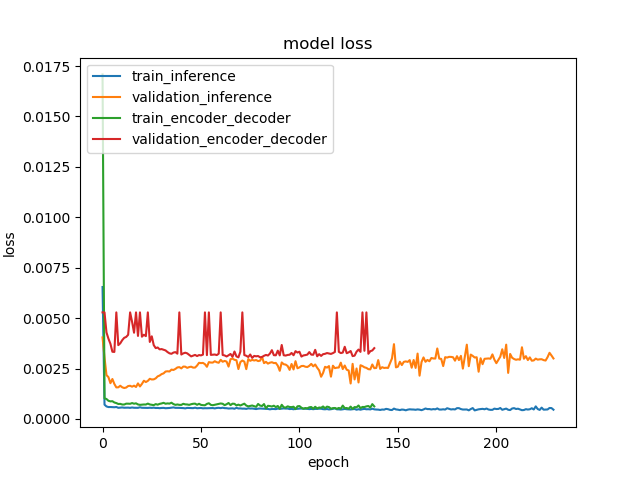 model loss
train_inference
validation_inference
train_encoder_decoder
validation_encoder_decoder
0.0175
0.0150
0.0125
0.0100
0.0075
0.0050
0.0025
0.0000
loss
0 50 100 150 200
epoch